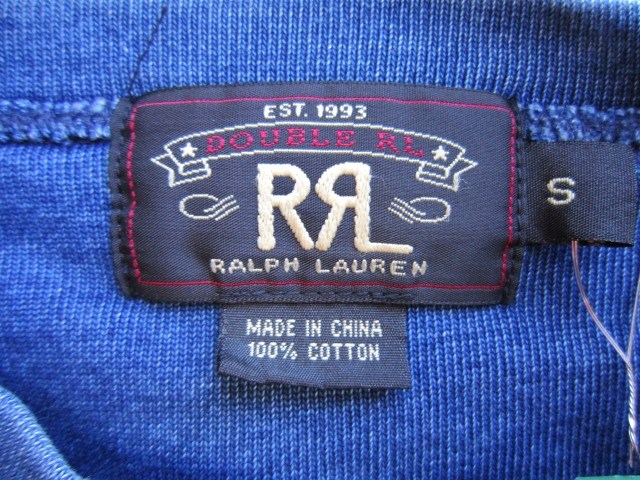 EST. 1993
DOUBLE RL
RRL
RALPH LAUREN
S
MADE IN CHINA
100% COTTON